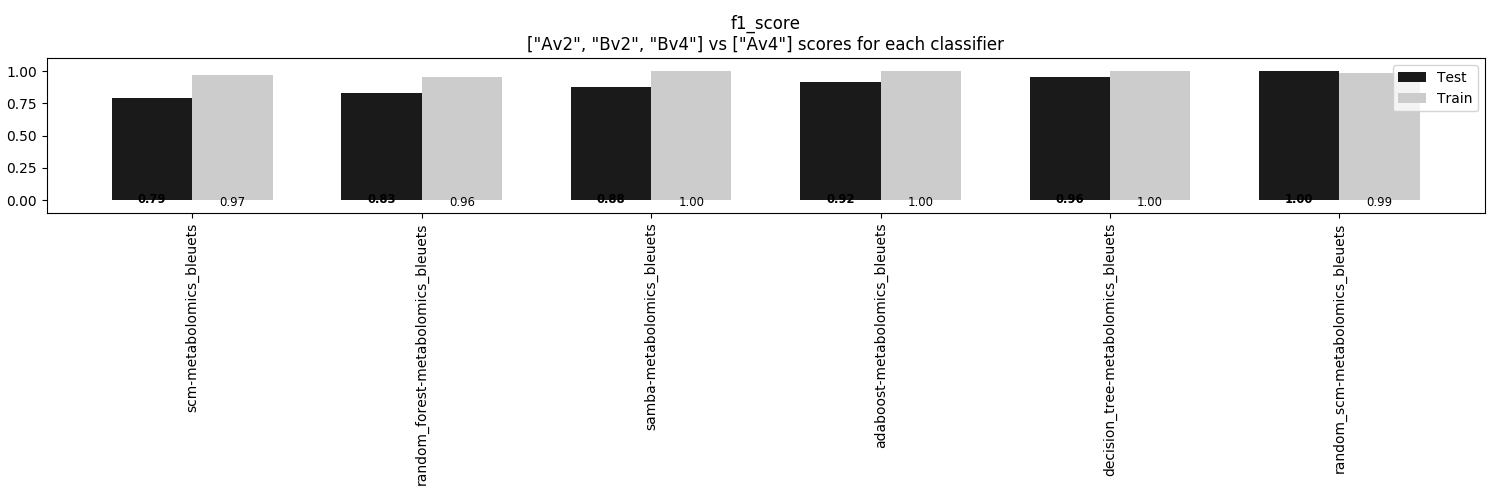 f1_score
["Av2", "Bv2", "Bv4"] vs ["Av4"] scores for each classifier
1.00
0.75
0.50
0.25
0.00
Test
Train
0.79 0.97 0.83 0.96 0.88 1.00 0.92 1.00 0.96 1.00 1.00 0.99
scm-metabolomics_bleuets
random_forest-metabolomics_bleuets
samba-metabolomics_bleuets
adaboost-metabolomics_bleuets
decision_tree-metabolomics_bleuets
random_scm-metabolomics_bleuets